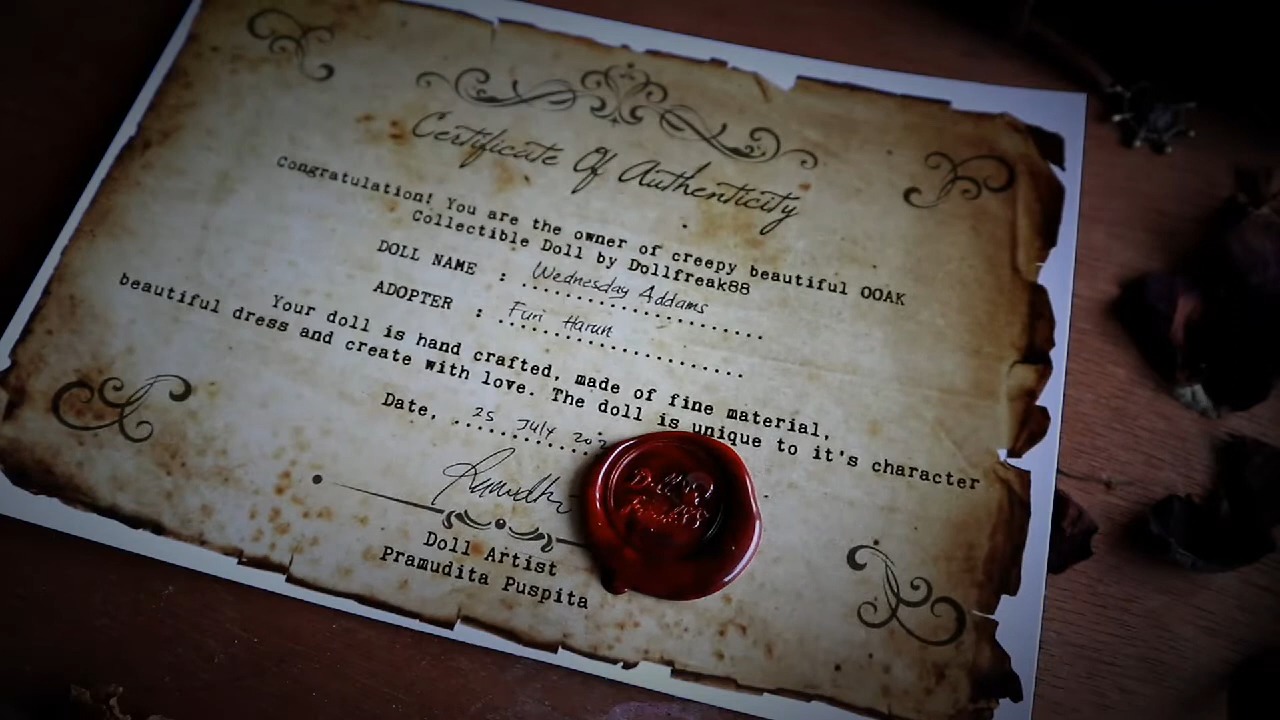 Certificate Of Authenticity
Congratulation! You are the owner of creepy beautiful OOAK
Collectible Doll by Dollfreak88
DOLL NAME : Wednesday Addams
ADOPTER : Furi Harun
Your doll is hand crafted, made of fine material,
beautiful dress and create with love. The doll is unique to it's character
Date, 25 July
Doll Artist
Pramudita Puspita